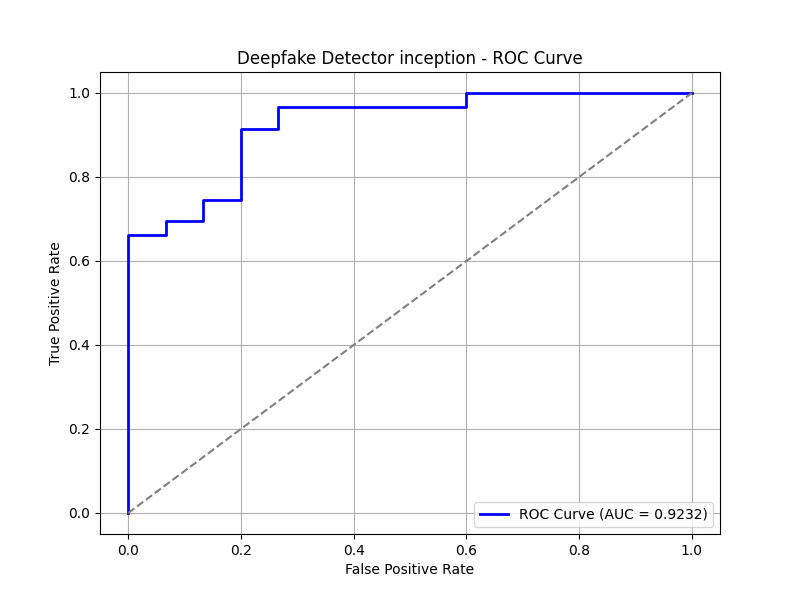 Deepfake Detector inception - ROC Curve
1.0
0.8
0.6
0.4
0.2
0.0
True Positive Rate
ROC Curve (AUC = 0.9232)
0.0 0.2 0.4 0.6 0.8 1.0
False Positive Rate